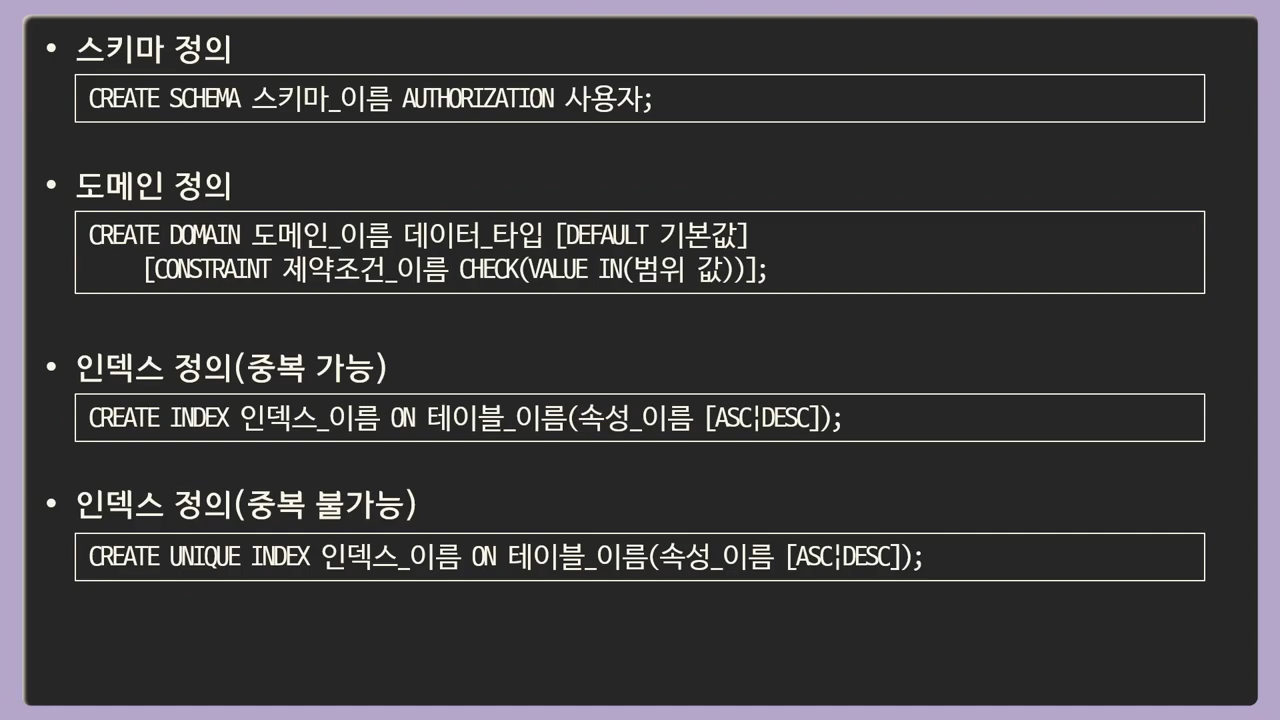 • 스키마 정의
CREATE SCHEMA 스키마_이름 AUTHORIZATION 사용자;
• 도메인 정의
CREATE DOMAIN 도메인_이름 데이터_타입 [DEFAULT 기본값]
[CONSTRAINT 제약조건_이름 CHECK(VALUE IN(범위 값))];
• 인덱스 정의(중복 가능)
CREATE INDEX 인덱스_이름 ON 테이블_이름(속성_이름 [ASC¦DESC]);
• 인덱스 정의(중복 불가능)
CREATE UNIQUE INDEX 인덱스_이름 ON 테이블_이름(속성_이름 [ASC¦DESC]);